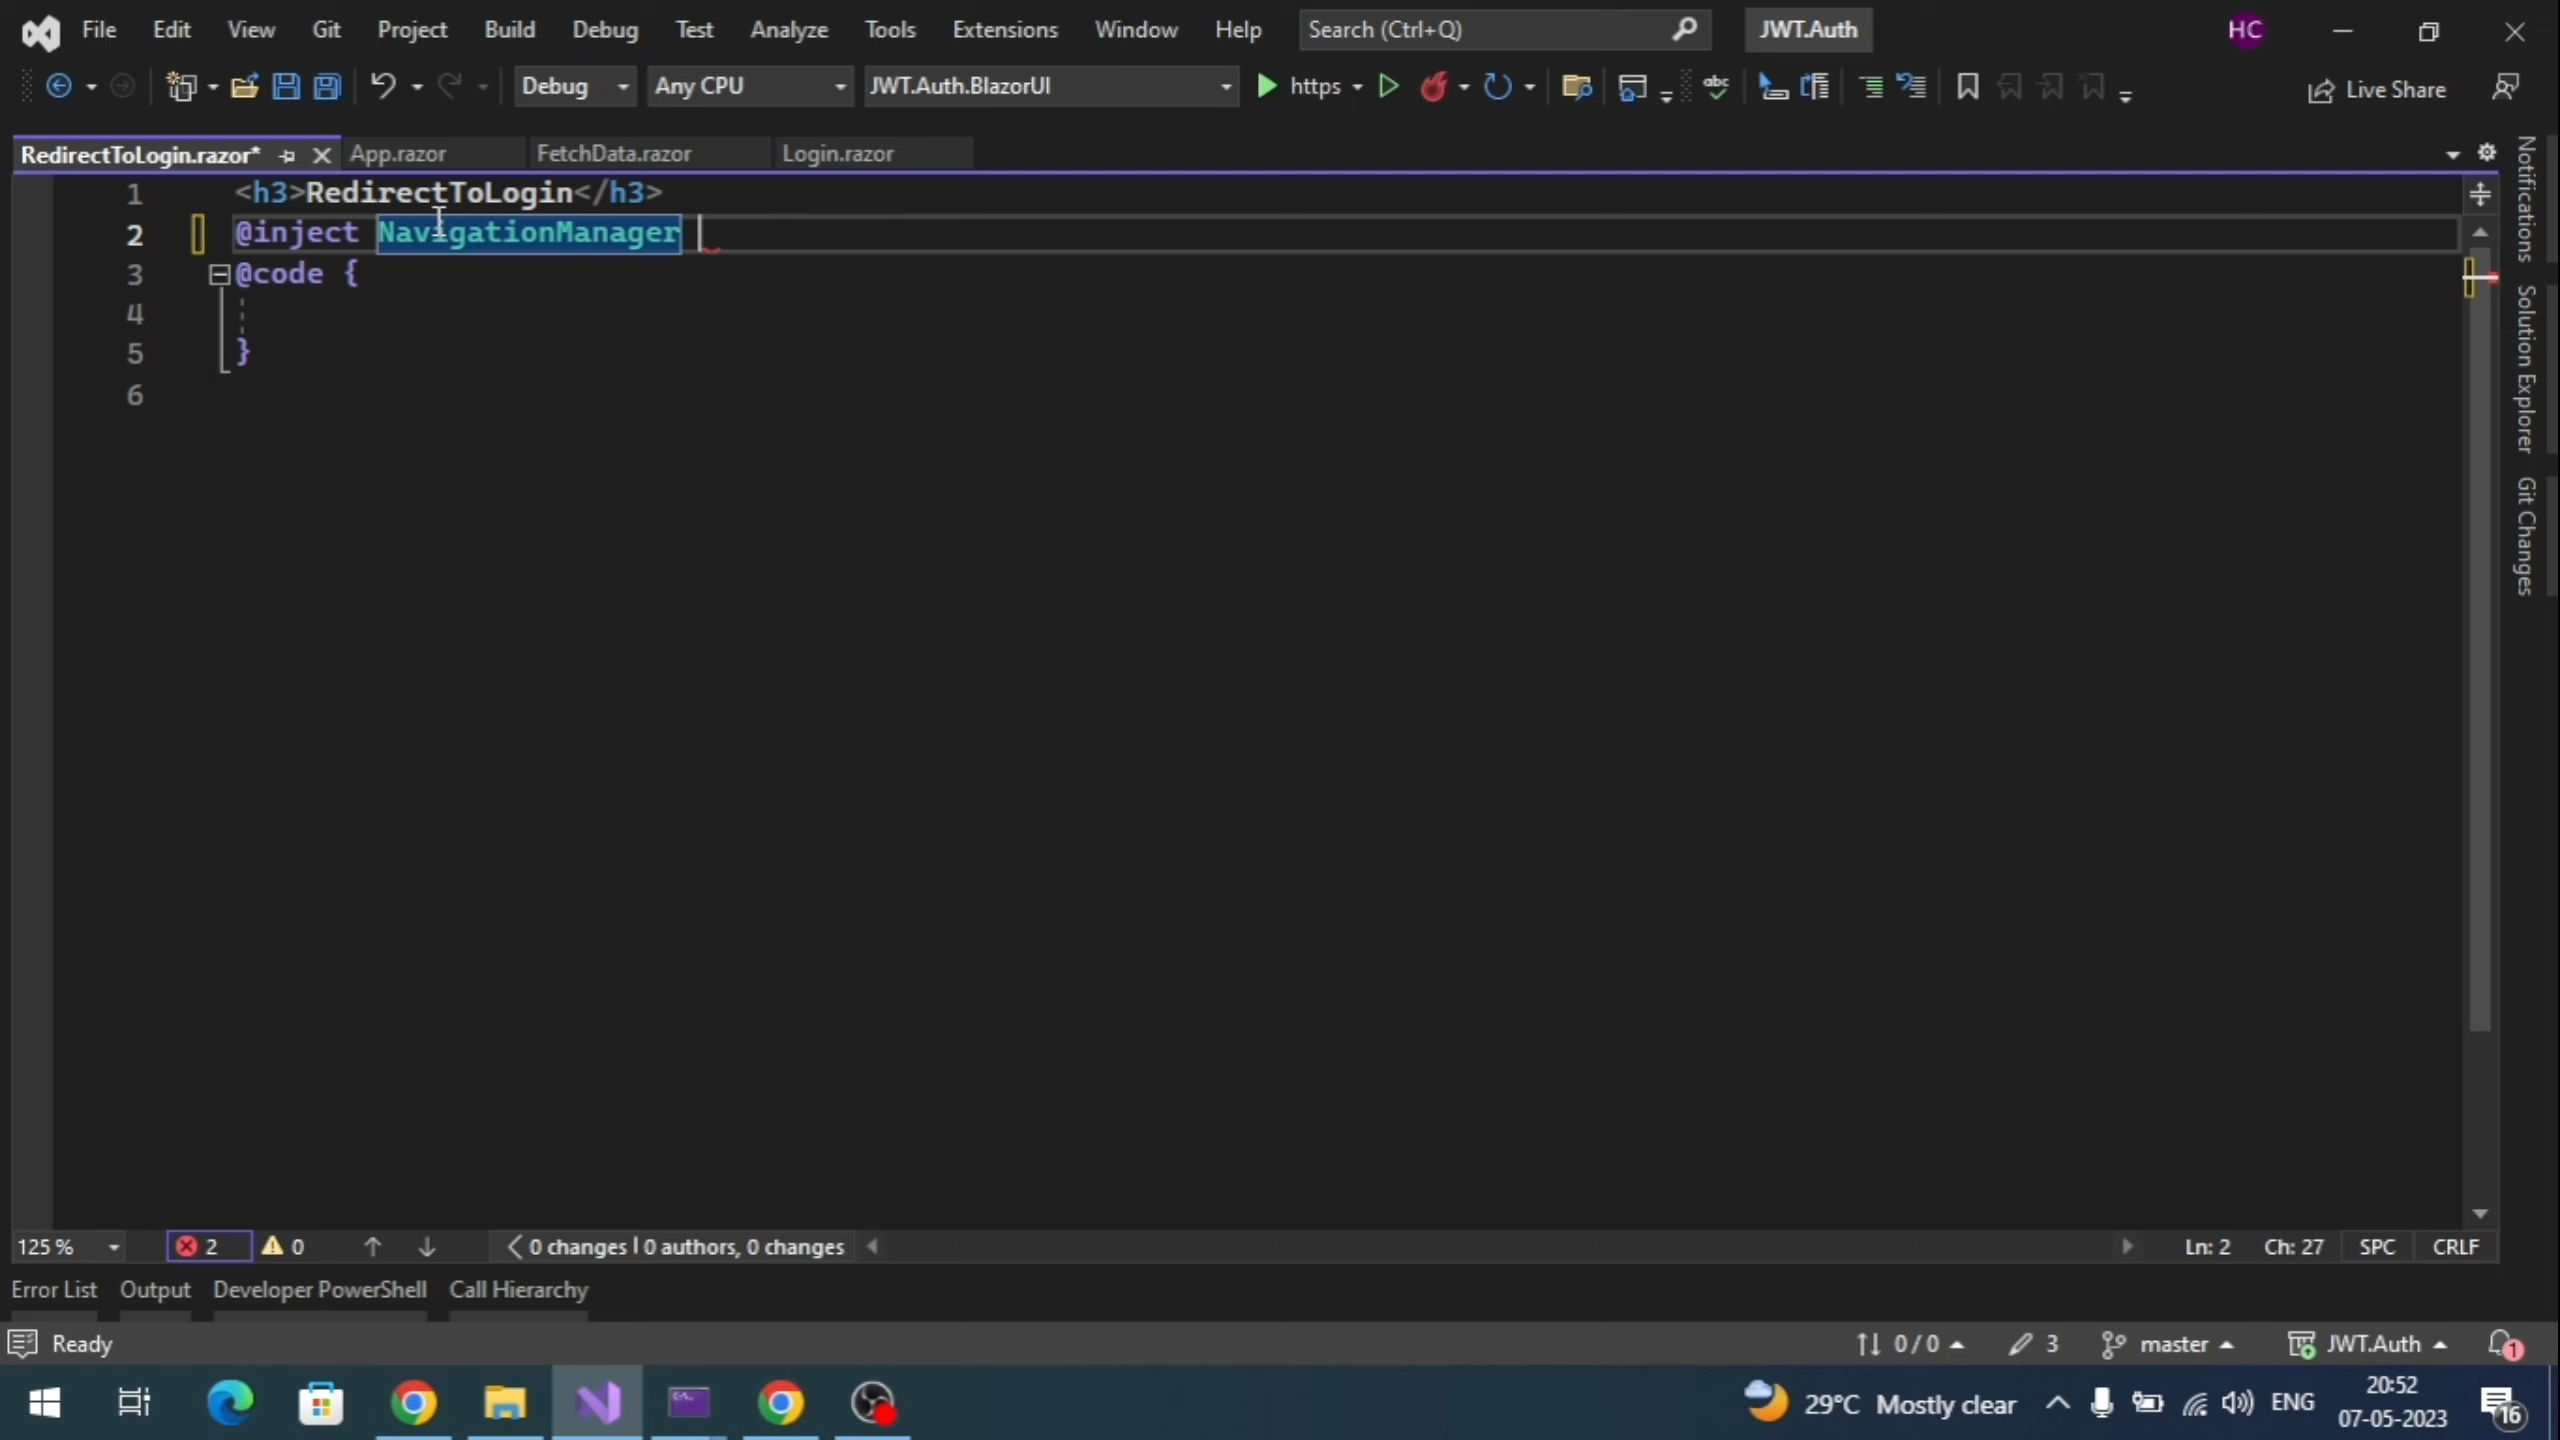 File Edit View Git Project Build Debug Test Analyze Tools Extensions Window Help Search (Ctrl+Q) JWT.Auth HC
Debug Any CPU JWT.Auth.BlazorUI https abc Live Share
RedirectToLogin.razor* App.razor FetchData.razor Login.razor
1 <h3>RedirectToLogin</h3>
2 @inject NavigationManager
3 @code {
4
5 }
6
Notifications
Solution Explorer
Git Changes
125 % 2 0 0 changes | 0 authors, 0 changes Ln: 2 Ch: 27 SPC CRLF
Error List Output Developer PowerShell Call Hierarchy
Ready 0 / 0 3 master JWT.Auth 1
29°C Mostly clear ENG 20:52
07-05-2023 16